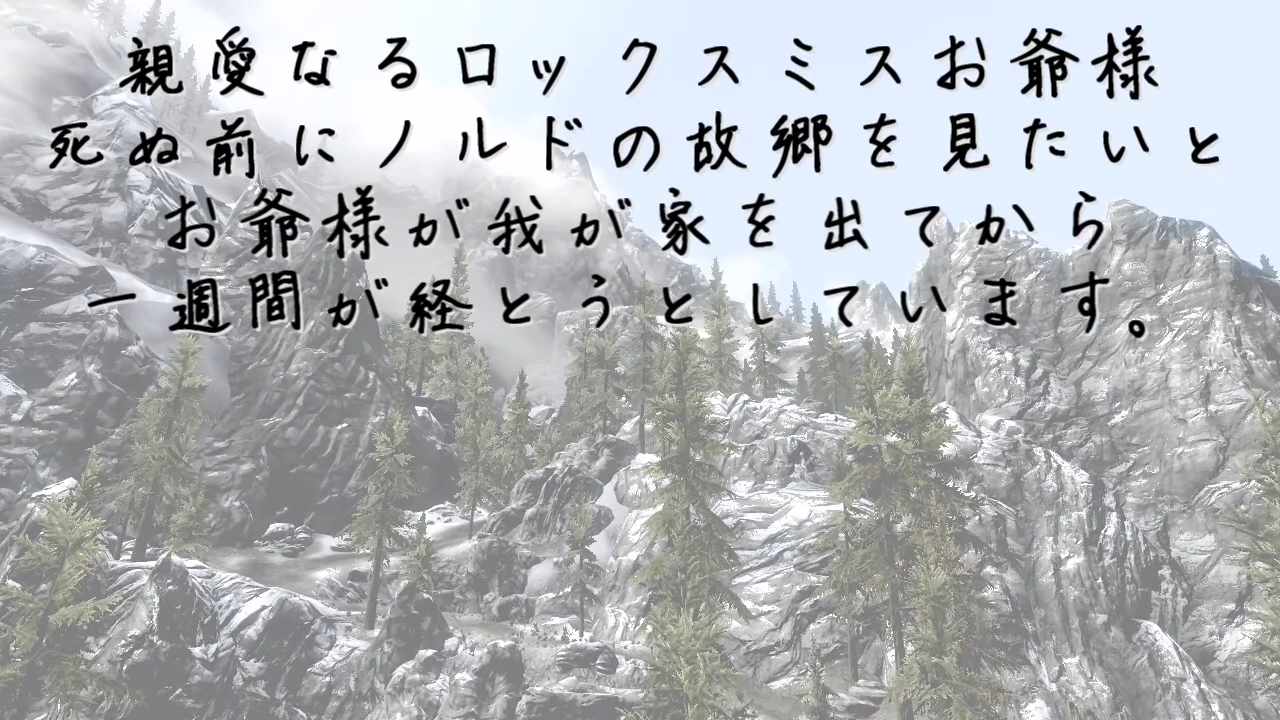 親愛なるロックスミスお爺様
死ぬ前にノルドの故郷を見たいと
お爺様が我が家を出てから
一週間が経とうとしています。